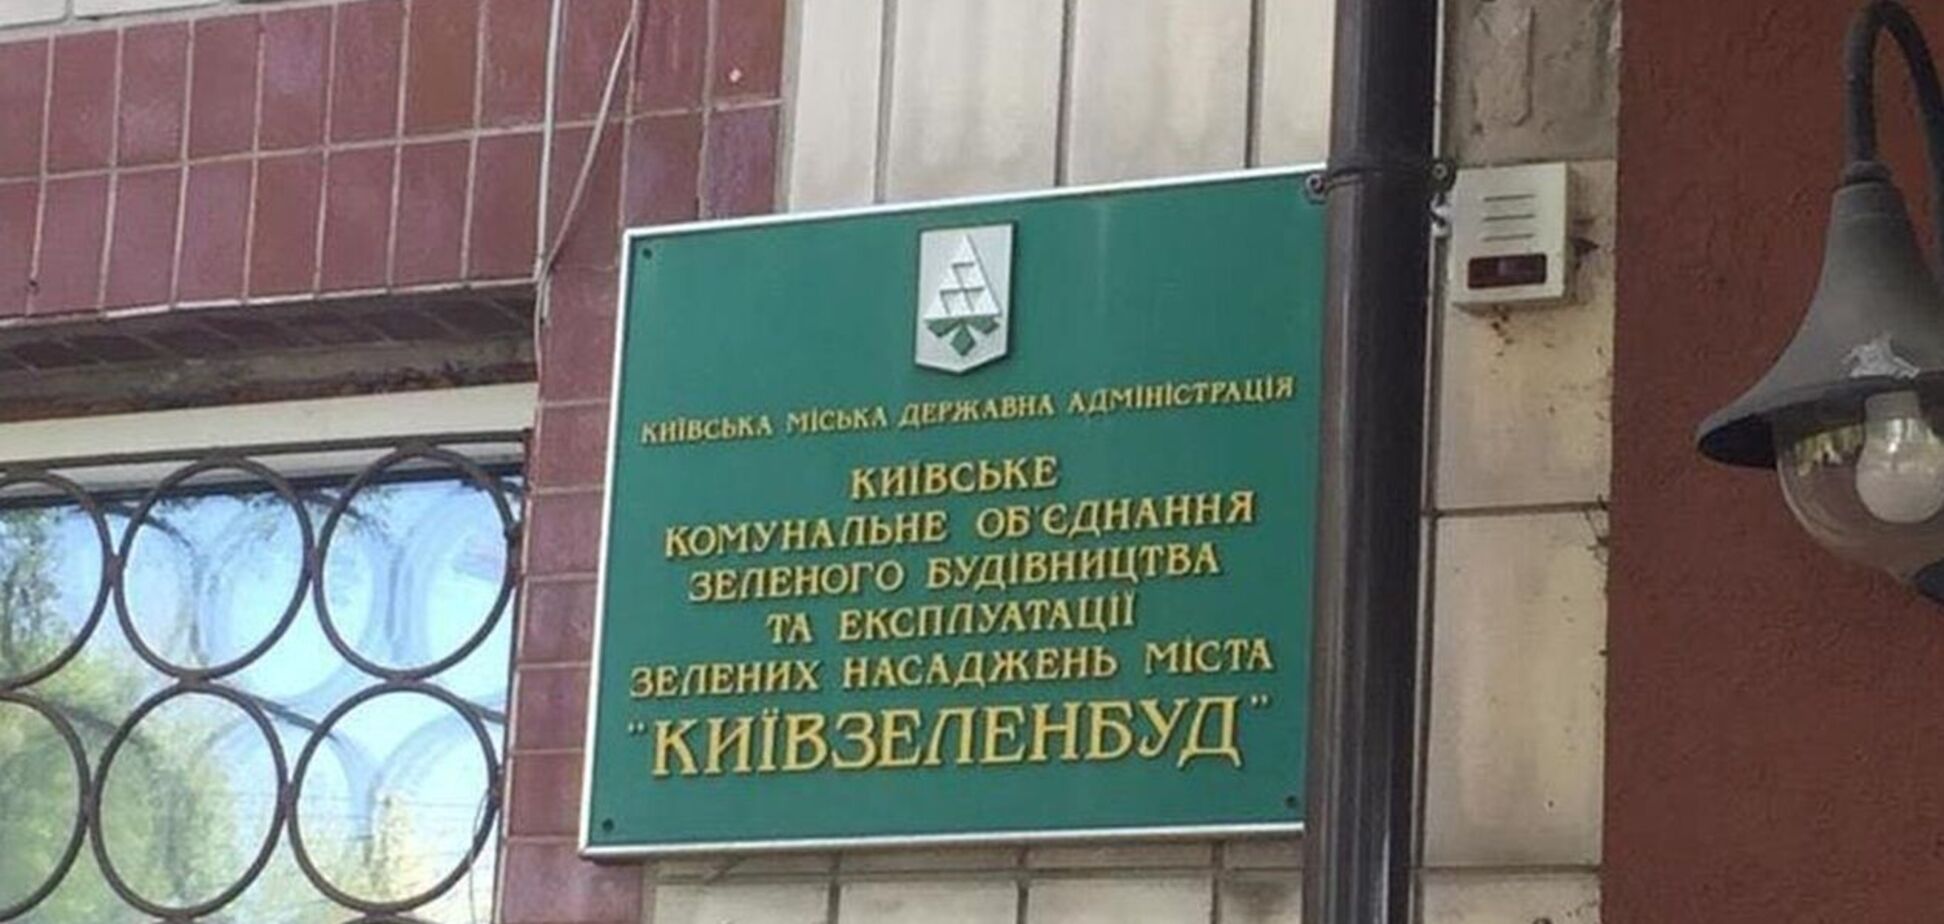 КИЇВСЬКА МІСЬКА ДЕРЖАВНА АДМІНІСТРАЦІЯ
КИЇВСЬКЕ
КОМУНАЛЬНЕ ОБ'ЄДНАННЯ
ЗЕЛЕНОГО БУДІВНИЦТВА
ТА ЕКСПЛУАТАЦІЇ
ЗЕЛЕНИХ НАСАДЖЕНЬ МІСТА
"КИЇВЗЕЛЕНБУД"